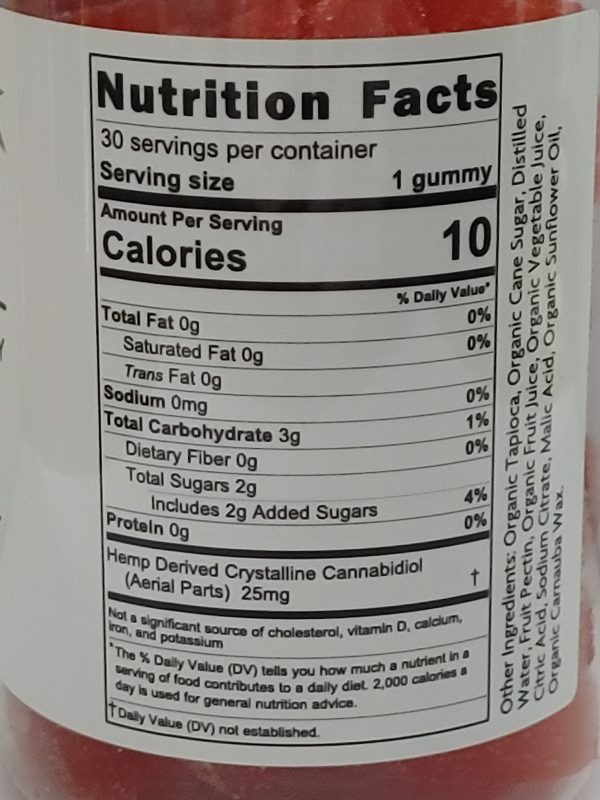 Nutrition Facts
30 servings per container
Serving size 1 gummy
Amount Per Serving
Calories 10
% Daily Value*
Total Fat 0g 0%
Saturated Fat 0g 0%
Trans Fat 0g
Sodium 0mg 0%
Total Carbohydrate 3g 1%
Dietary Fiber 0g 0%
Total Sugars 2g
Includes 2g Added Sugars 4%
Protein 0g 0%
Hemp Derived Crystalline Cannabidiol
(Aerial Parts) 25mg †
Not a significant source of cholesterol, vitamin D, calcium,
iron, and potassium
*The % Daily Value (DV) tells you how much a nutrient in a
serving of food contributes to a daily diet. 2,000 calories a
day is used for general nutrition advice.
† Daily Value (DV) not established.
Other Ingredients: Organic Tapioca, Organic Cane Sugar, Distilled
Water, Fruit Pectin, Organic Fruit Juice, Organic Vegetable Juice,
Citric Acid, Sodium Citrate, Malic Acid, Organic Sunflower Oil,
Organic Carnauba Wax.